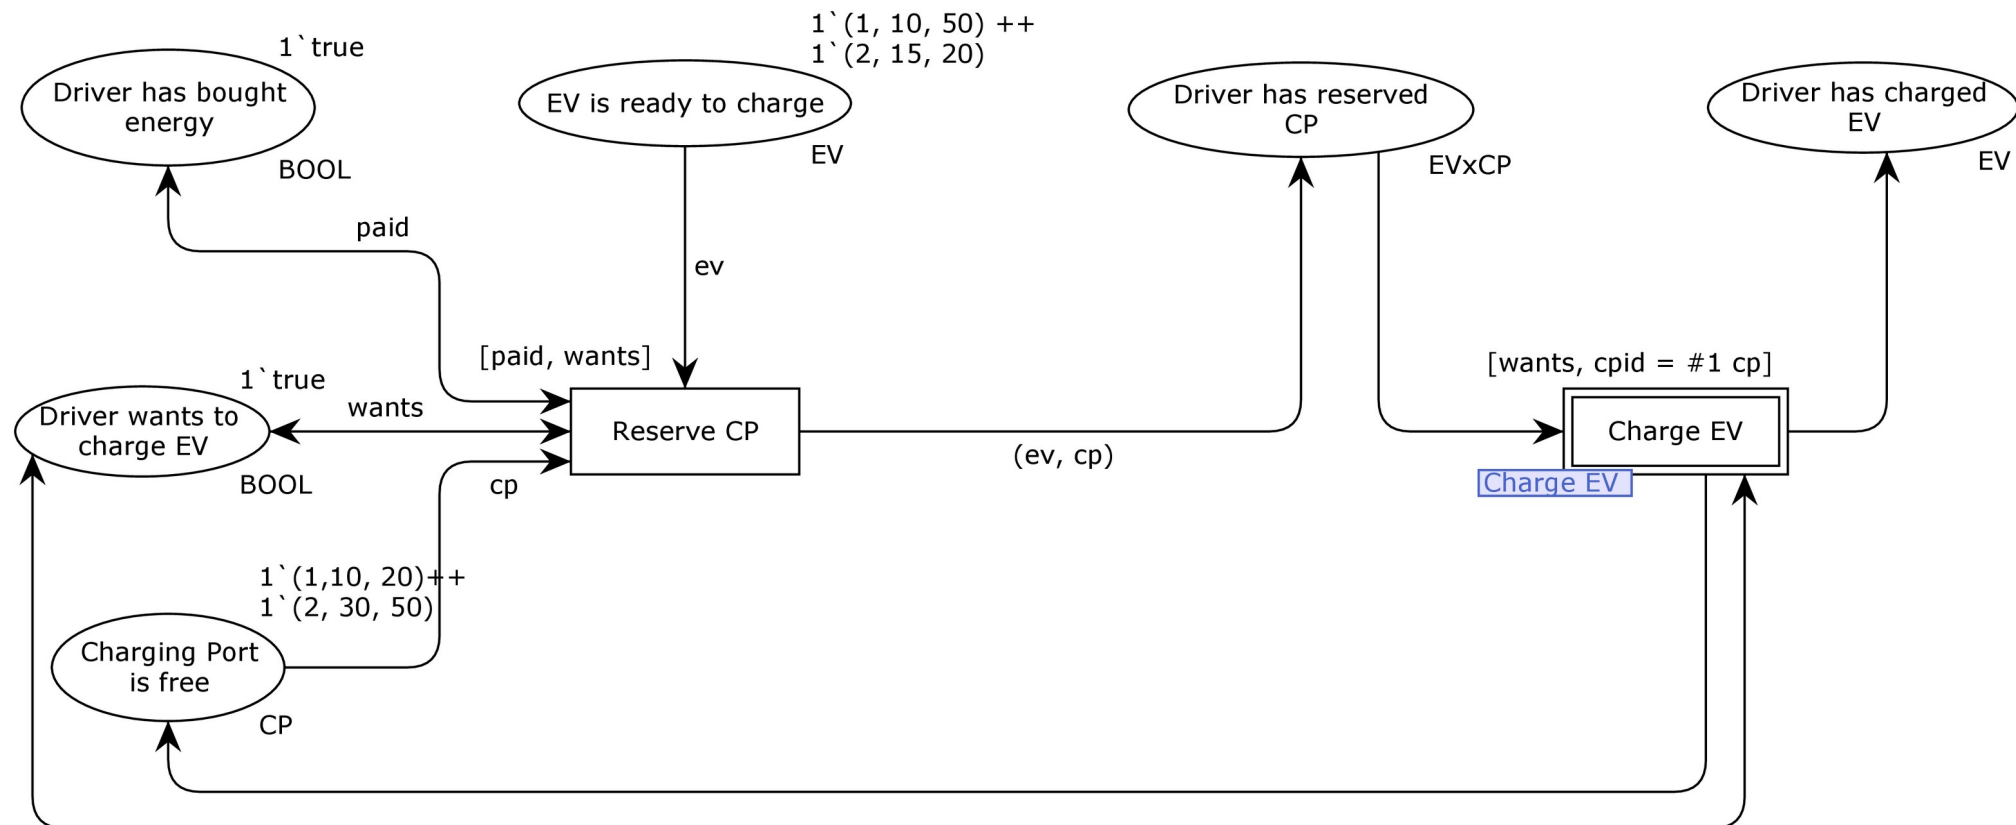 1`true
Driver has bought
energy
BOOL
1`(1, 10, 50) ++
1`(2, 15, 20)
EV is ready to charge
EV
Driver has reserved
CP
EVxCP
Driver has charged
EV
EV
paid
ev
[paid, wants]
1`true
wants
Driver wants to
charge EV
BOOL
Reserve CP
(ev, cp)
[wants, cpid = #1 cp]
Charge EV
Charge EV
cp
1`(1,10, 20)++
1`(2, 30, 50)
Charging Port
is free
CP